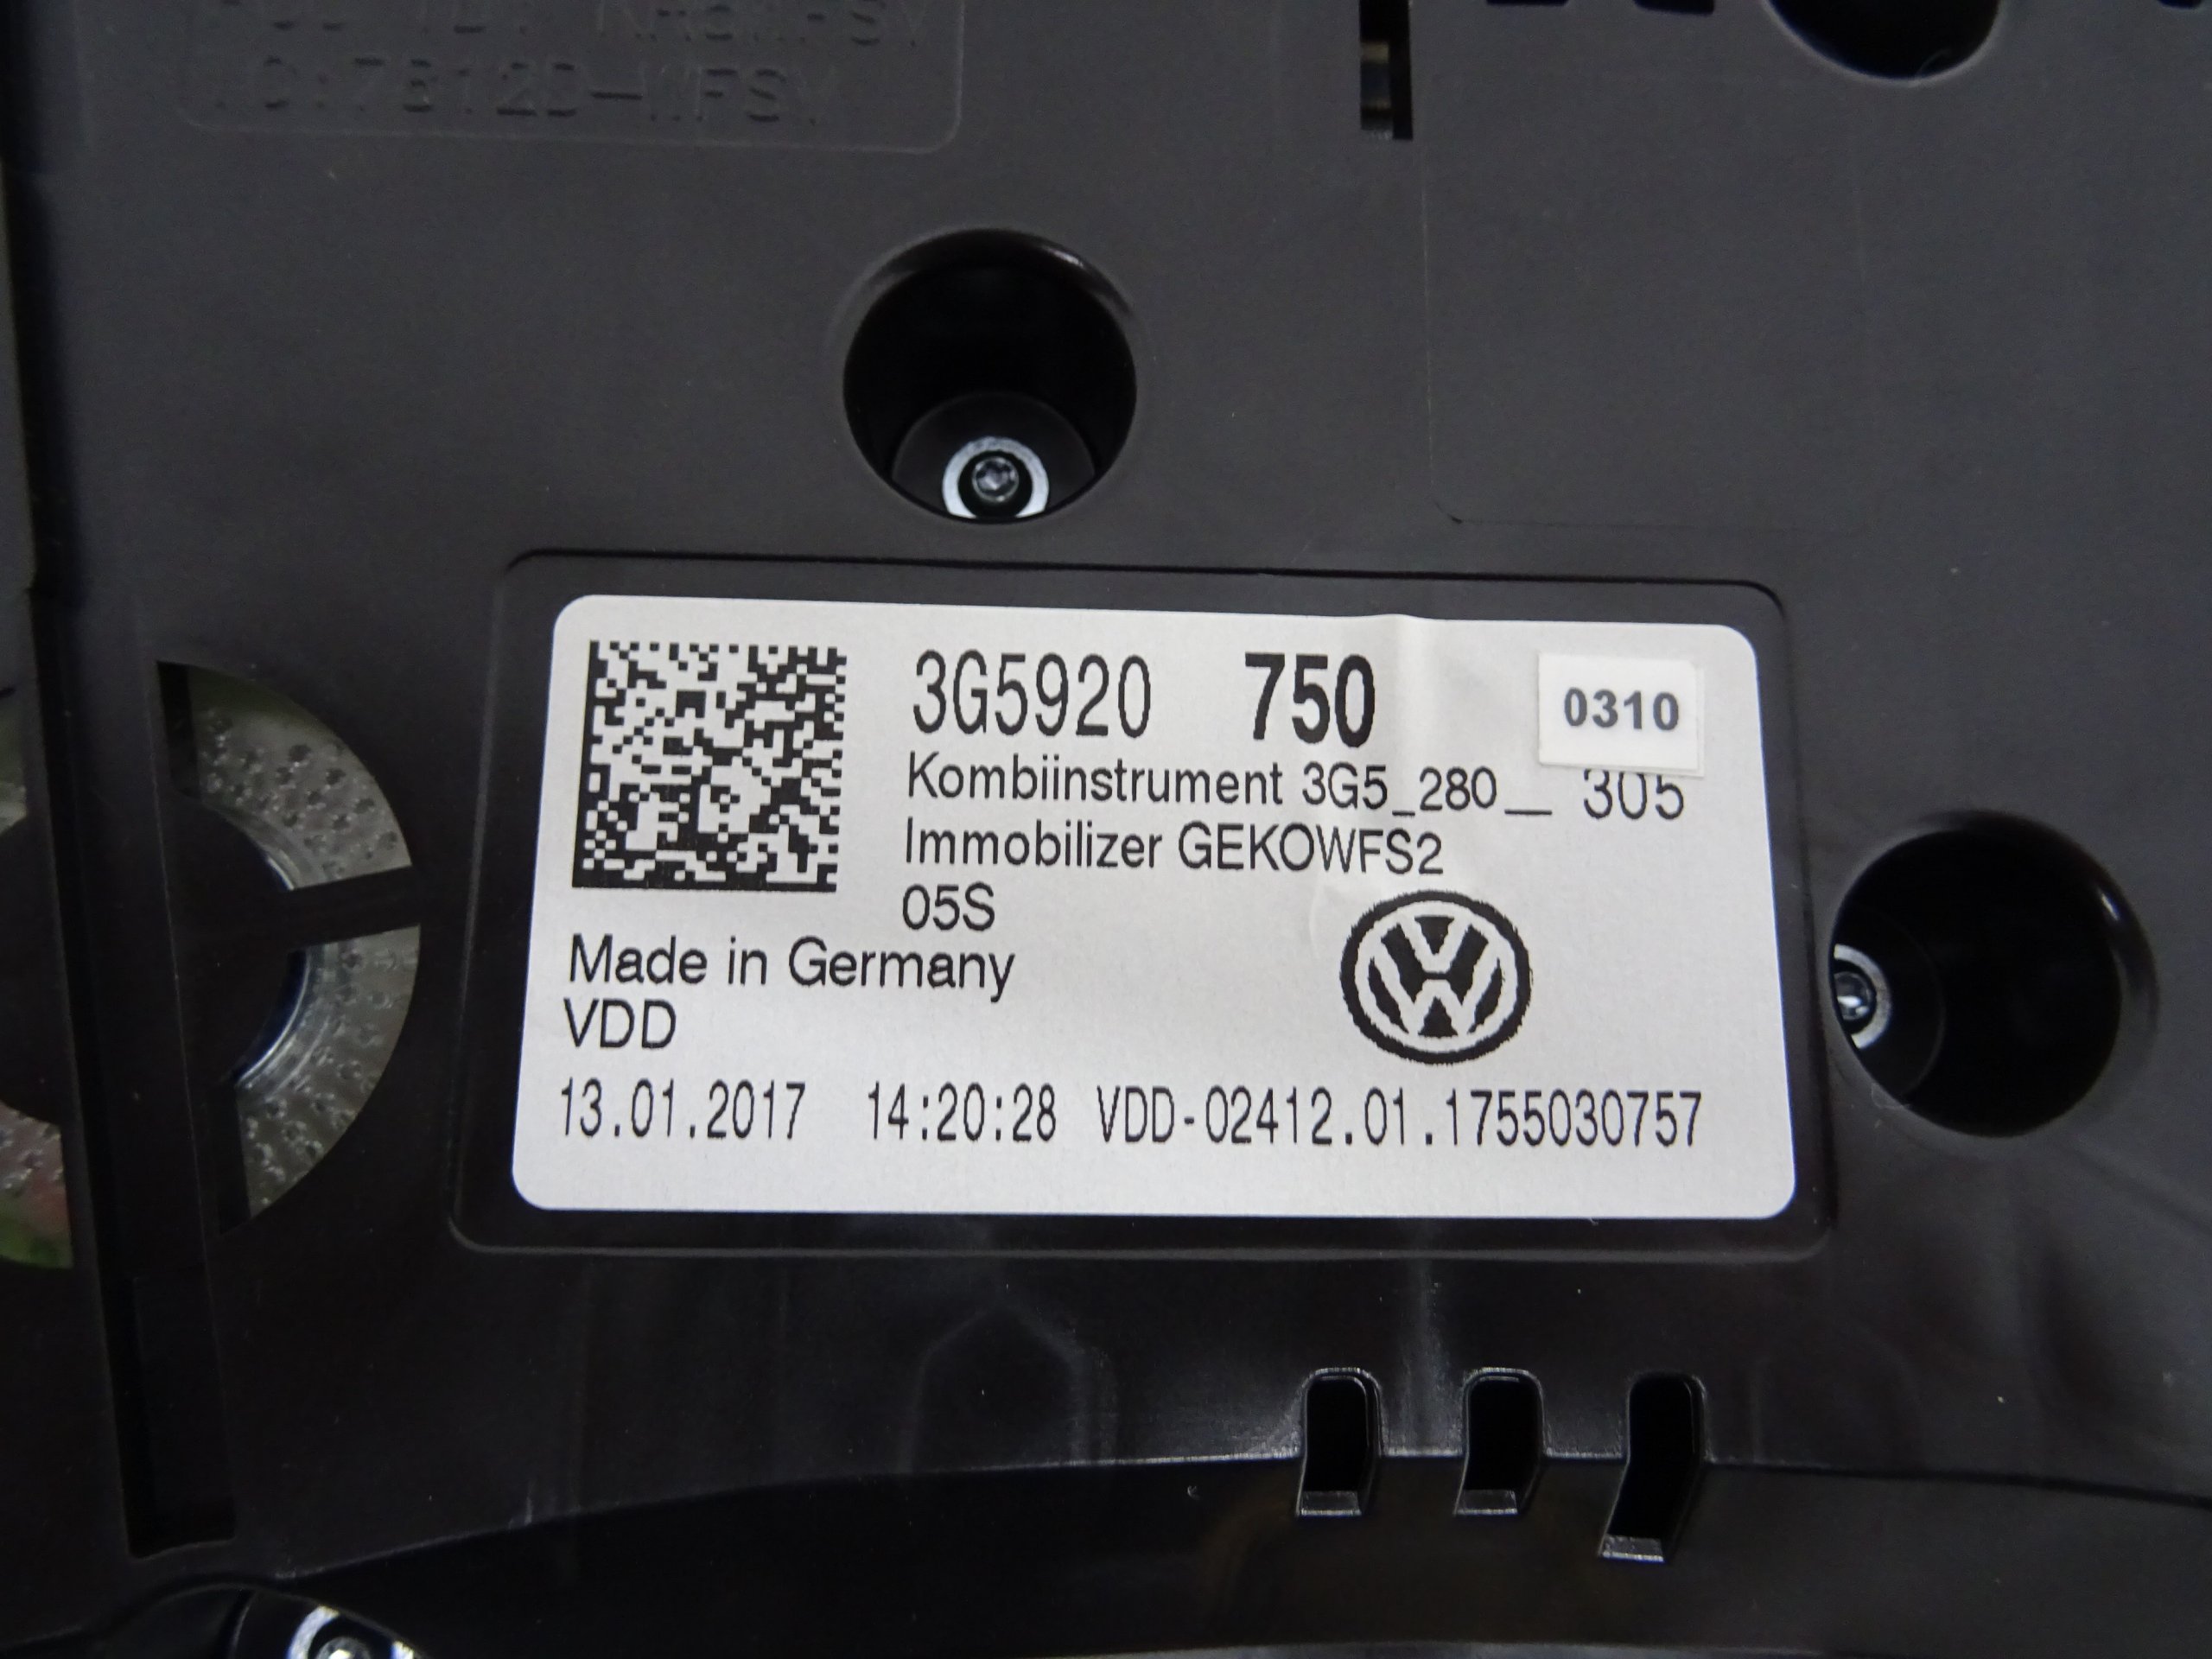 3G5920 750 0310
Kombiinstrument 3G5_280__ 305
Immobilizer GEKOWFS2
05S
Made in Germany
VDD
13.01.2017 14:20:28 VDD-02412.01.1755030757